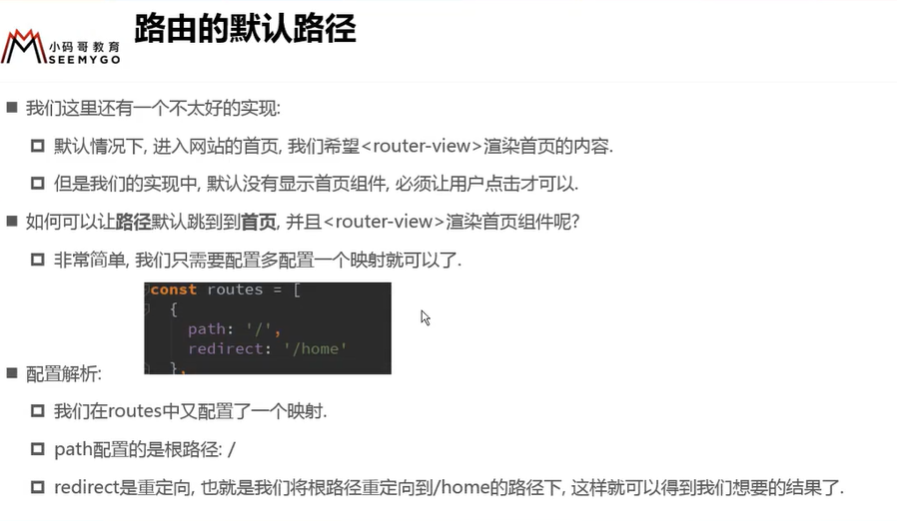 路由的默认路径
小码哥教育
SEEMYGO
我们这里还有一个不太好的实现:
默认情况下, 进入网站的首页, 我们希望<router-view>渲染首页的内容.
但是我们的实现中, 默认没有显示首页组件, 必须让用户点击才可以.
如何可以让路径默认跳到到首页, 并且<router-view>渲染首页组件呢?
非常简单, 我们只需要配置多配置一个映射就可以了.
const routes = [
{
path: '/',
redirect: '/home'
},
配置解析:
我们在routes中又配置了一个映射.
path配置的是根路径: /
redirect是重定向, 也就是我们将根路径重定向到/home的路径下, 这样就可以得到我们想要的结果了.